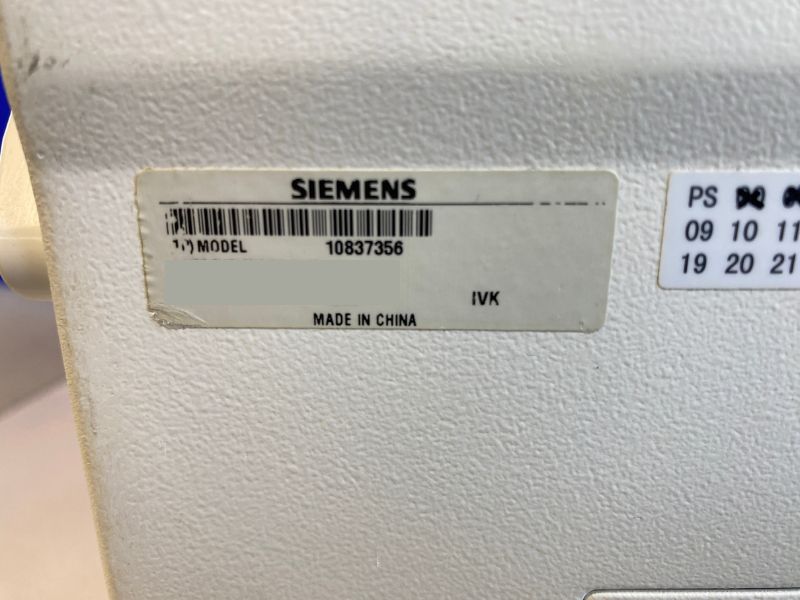 SIEMENS
MODEL 10837356
IVK
MADE IN CHINA
PS
09 10 11
19 20 21